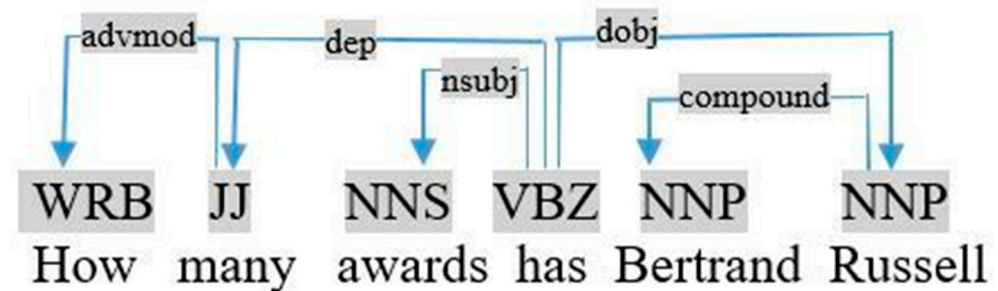 advmod dep nsubj dobj compound
WRB JJ NNS VBZ NNP NNP
How many awards has Bertrand Russell